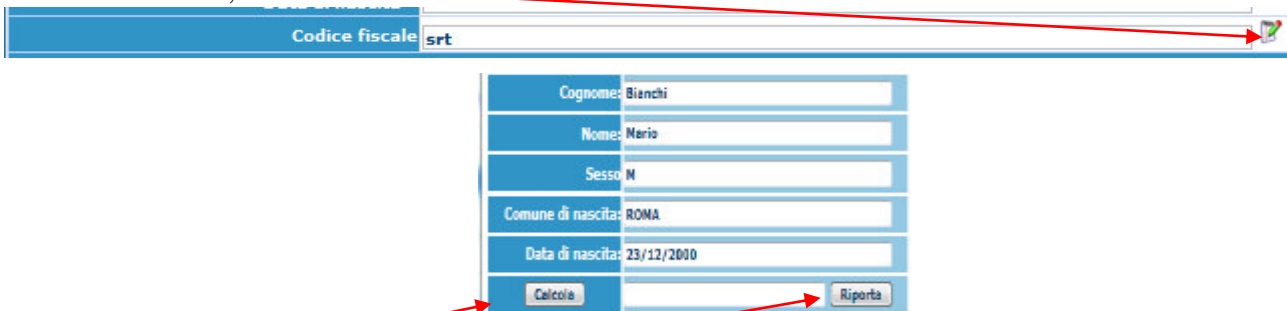 Codice fiscale srt
Cognome: Bianchi
Nome: Mario
Sesso M
Comune di nascita: ROMA
Data di nascita: 23/12/2000
Calcola Riporta